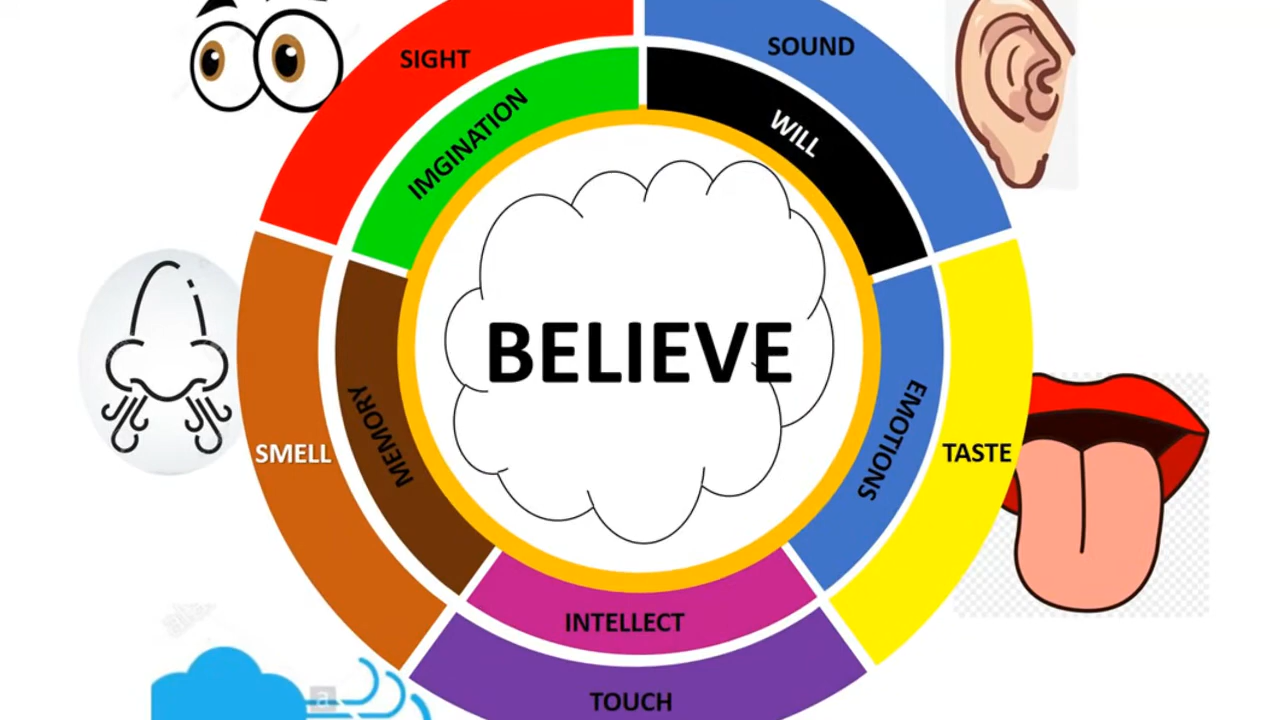 SIGHT
SOUND
IMGINATION
WILL
BELIEVE
MEMORY
EMOTIONS
SMELL
TASTE
INTELLECT
TOUCH
a